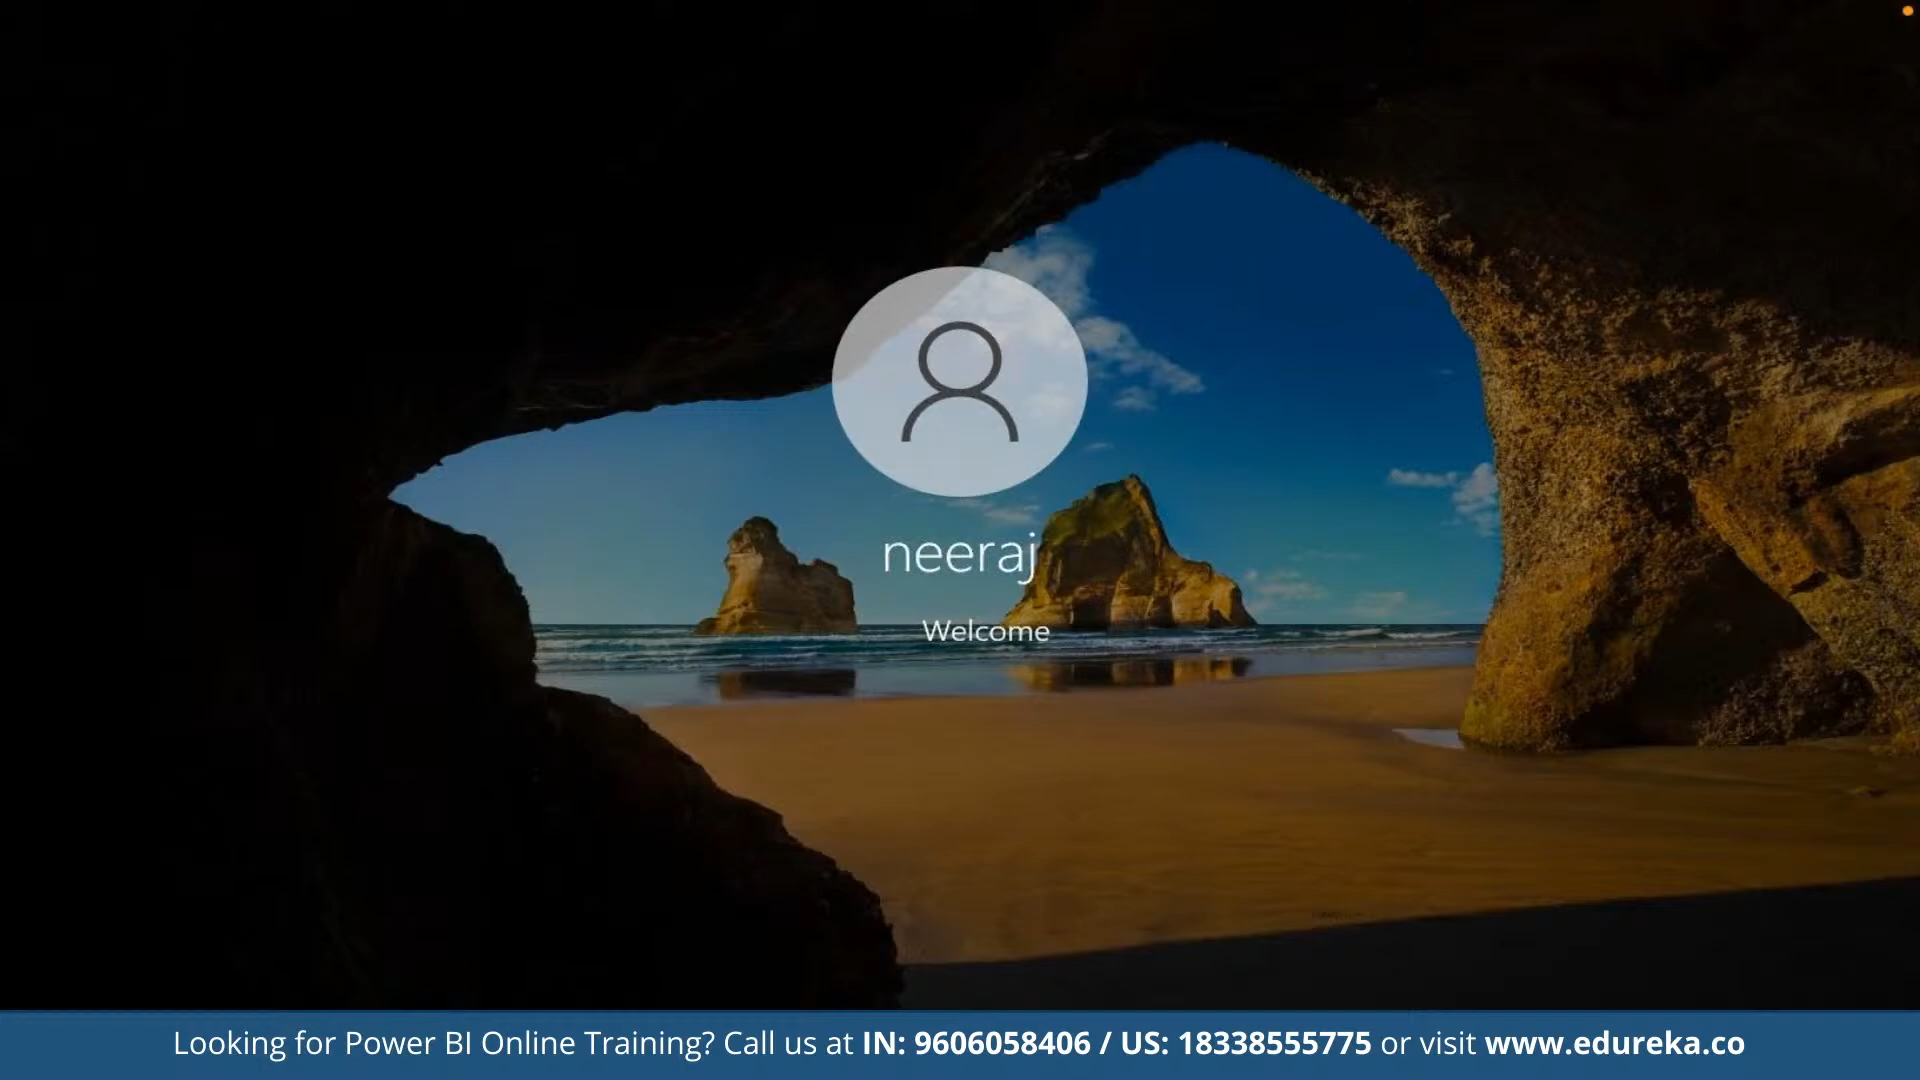 neeraj
Welcome
Looking for Power BI Online Training? Call us at IN: 9606058406 / US: 18338555775 or visit www.edureka.co